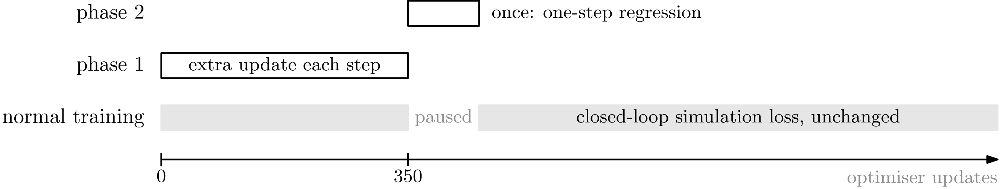 phase 2
once: one-step regression
phase 1
extra update each step
normal training
paused
closed-loop simulation loss, unchanged
0
350
optimiser updates